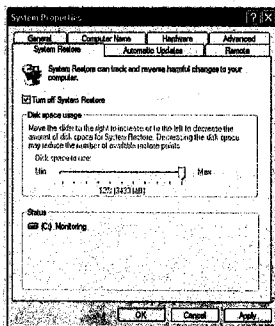 System Properties
General Computer Name Hardware Advanced
System Restore Automatic Updates Remote
System Restore can track and reverse harmful changes to your
computer.
Turn off System Restore
Disk space usage
Move the slider to the right to increase or to the left to decrease the
amount of disk space for System Restore. Decreasing the disk space
may reduce the number of available restore points.
Disk space to use:
Min Max
12% (3433 MB)
Status
(C:) Monitoring
OK Cancel Apply